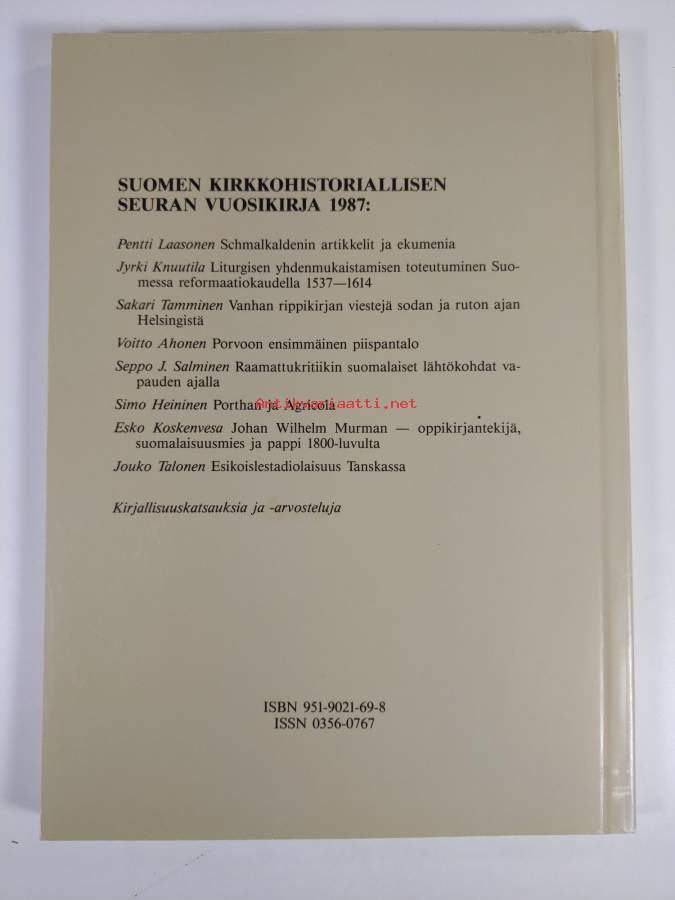 SUOMEN KIRKKOHISTORIALLISEN
SEURAN VUOSIKIRJA 1987:
Pentti Laasonen Schmalkaldenin artikkelit ja ekumenia
Jyrki Knuutila Liturgisen yhdenmukaistamisen toteutuminen Suo-
messa reformaatiokaudella 1537—1614
Sakari Tamminen Vanhan rippikirjan viestejä sodan ja ruton ajan
Helsingistä
Voitto Ahonen Porvoon ensimmäinen piispantalo
Seppo J. Salminen Raamattukritiikin suomalaiset lähtökohdat va-
pauden ajalla
Antikvariaatti.net
Simo Heininen Porthan ja Agricola
Esko Koskenvesa Johan Wilhelm Murman — oppikirjantekijä,
suomalaisuusmies ja pappi 1800-luvulta
Jouko Talonen Esikoislestadiolaisuus Tanskassa
Kirjallisuuskatsauksia ja -arvosteluja
ISBN 951-9021-69-8
ISSN 0356-0767